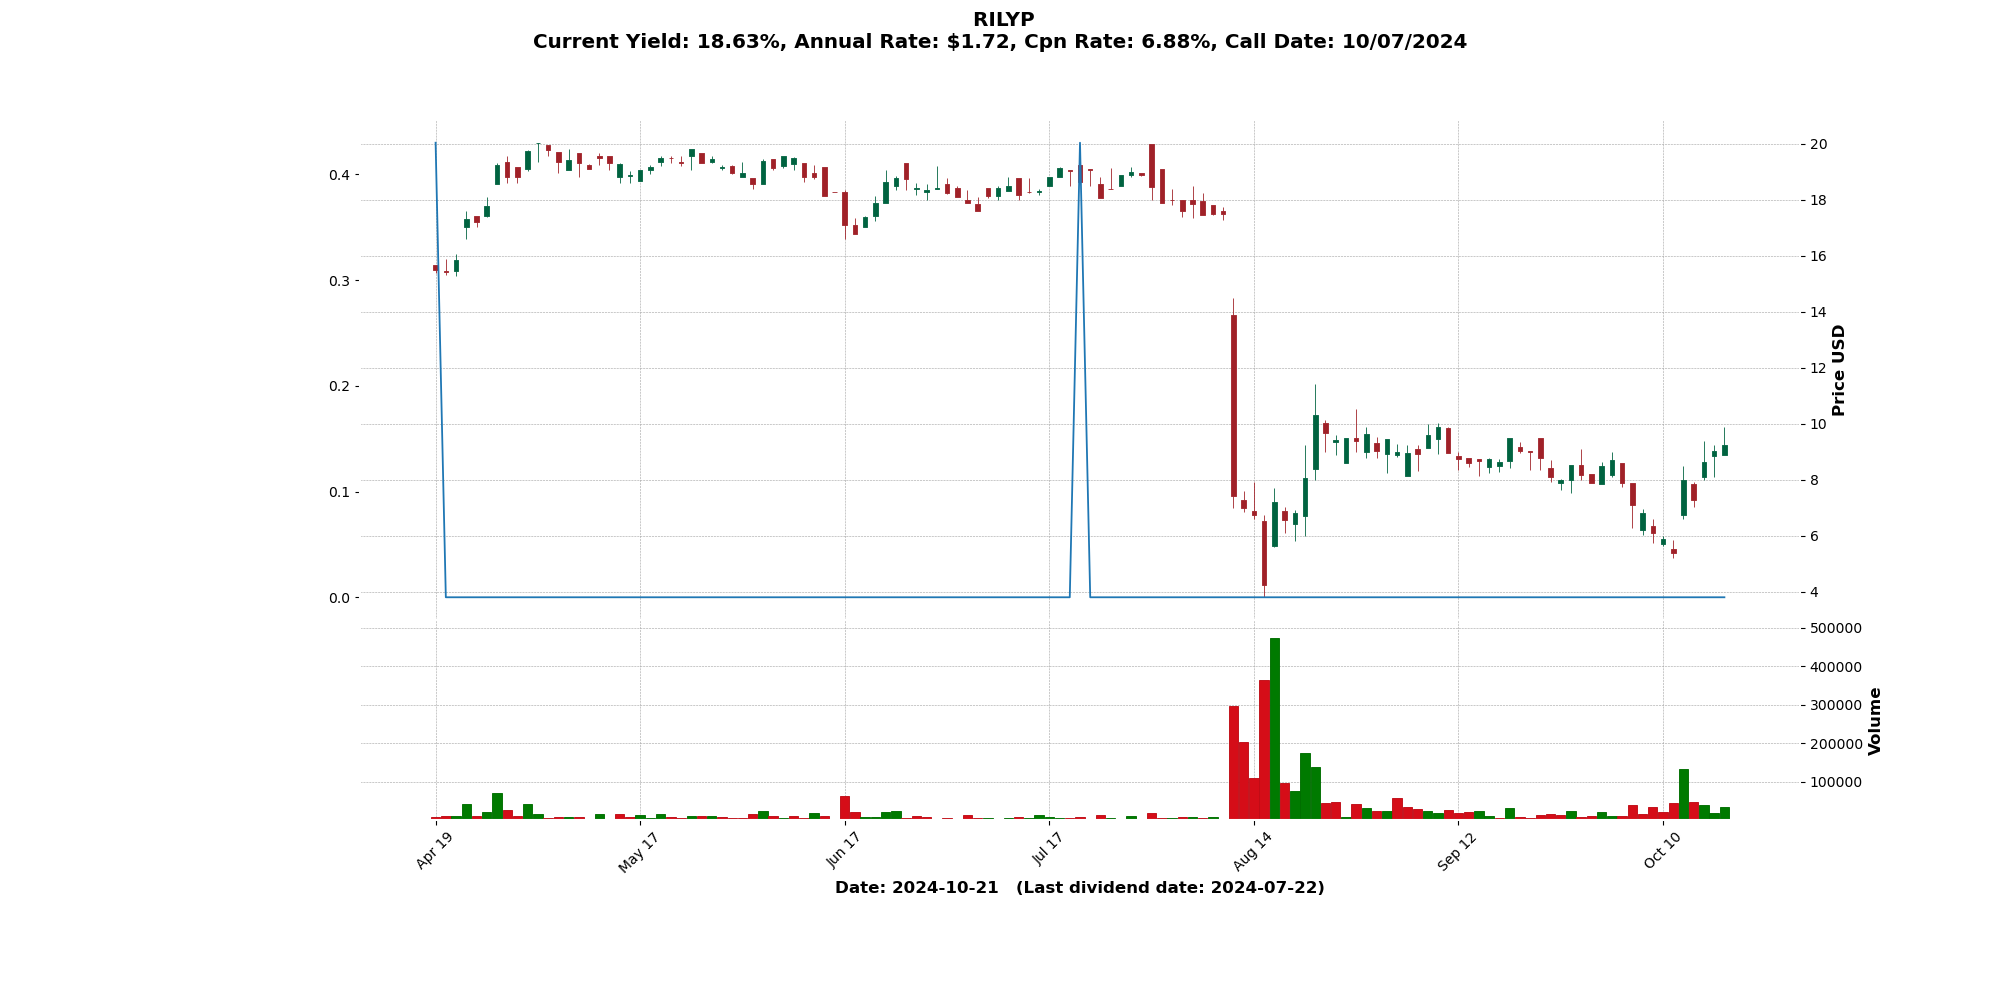 RILYP
Current Yield: 18.63%, Annual Rate: $1.72, Cpn Rate: 6.88%, Call Date: 10/07/2024
0.4
0.3
0.2
0.1
0.0
20
18
16
14
12
10
8
6
4
Price USD
500000
400000
300000
200000
100000
Volume
Apr 19
May 17
Jun 17
Jul 17
Aug 14
Sep 12
Oct 10
Date: 2024-10-21 (Last dividend date: 2024-07-22)